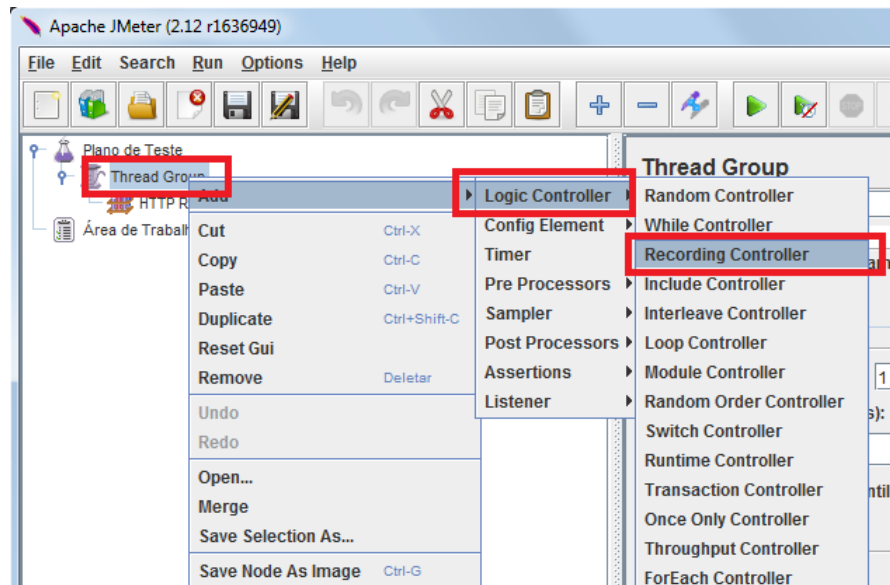 Apache JMeter (2.12 r1636949)
File Edit Search Run Options Help
STOP
Plano de Teste
Thread Group
HTTP R
Área de Trabal
Add
Cut Ctrl-X
Copy Ctrl-C
Paste Ctrl-V
Duplicate Ctrl+Shift-C
Reset Gui
Remove Deletar
Undo
Redo
Open...
Merge
Save Selection As...
Save Node As Image Ctrl-G
Logic Controller
Config Element
Timer
Pre Processors
Sampler
Post Processors
Assertions
Listener
Thread Group
Random Controller
While Controller
Recording Controller
Include Controller
Interleave Controller
Loop Controller
Module Controller
Random Order Controller
Switch Controller
Runtime Controller
Transaction Controller
Once Only Controller
Throughput Controller
ForEach Controller
1
s):